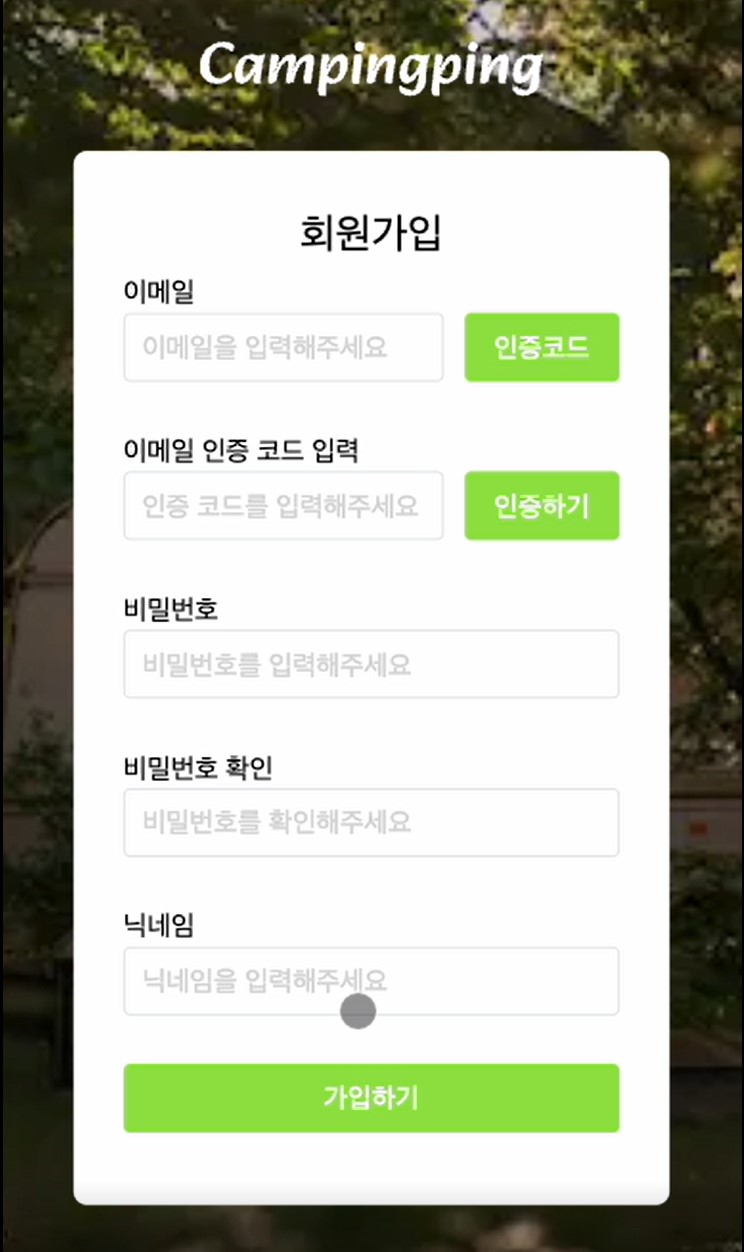 Campingping
회원가입
이메일
이메일을 입력해주세요 인증코드
이메일 인증 코드 입력
인증 코드를 입력해주세요 인증하기
비밀번호
비밀번호를 입력해주세요
비밀번호 확인
비밀번호를 확인해주세요
닉네임
닉네임을 입력해주세요
가입하기